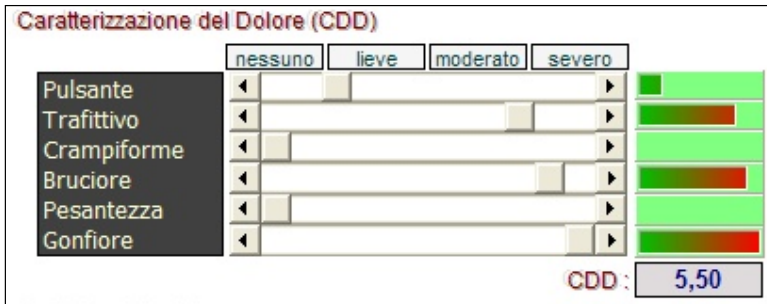 Caratterizzazione del Dolore (CDD)
nessuno lieve moderato severo
Pulsante
Trafittivo
Crampiforme
Bruciore
Pesantezza
Gonfiore
CDD : 5,50